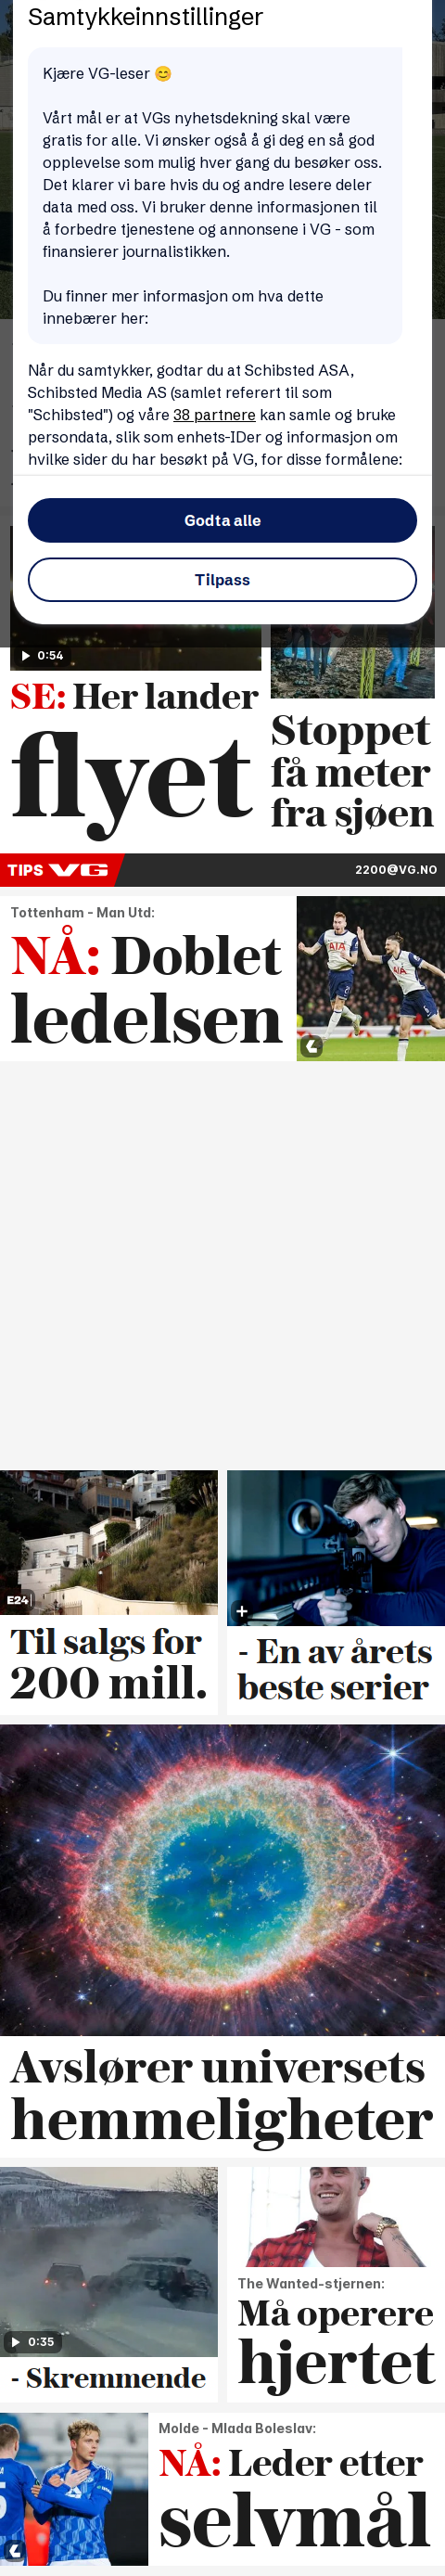 Samtykkeinnstillinger
Kjære VG-leser 😊
Vårt mål er at VGs nyhetsdekning skal være
gratis for alle. Vi ønsker også å gi deg en så god
opplevelse som mulig hver gang du besøker oss.
Det klarer vi bare hvis du og andre lesere deler
data med oss. Vi bruker denne informasjonen til
å forbedre tjenestene og annonsene i VG - som
finansierer journalistikken.
Du finner mer informasjon om hva dette
innebærer her:
Når du samtykker, godtar du at Schibsted ASA,
Schibsted Media AS (samlet referert til som
"Schibsted") og våre 38 partnere kan samle og bruke
persondata, slik som enhets-IDer og informasjon om
hvilke sider du har besøkt på VG, for disse formålene:
Godta alle
Tilpass
0:54
SE: Her lander
flyet
Stoppet
få meter
fra sjøen
TIPS VG
2200@VG.NO
Tottenham - Man Utd:
NÅ: Doblet
ledelsen
E24
Til salgs for
200 mill.
- En av årets
beste serier
Avslører universets
hemmeligheter
0:35
- Skremmende
The Wanted-stjernen:
Må operere
hjertet
Molde - Mlada Boleslav:
NÅ: Leder etter
selvmål